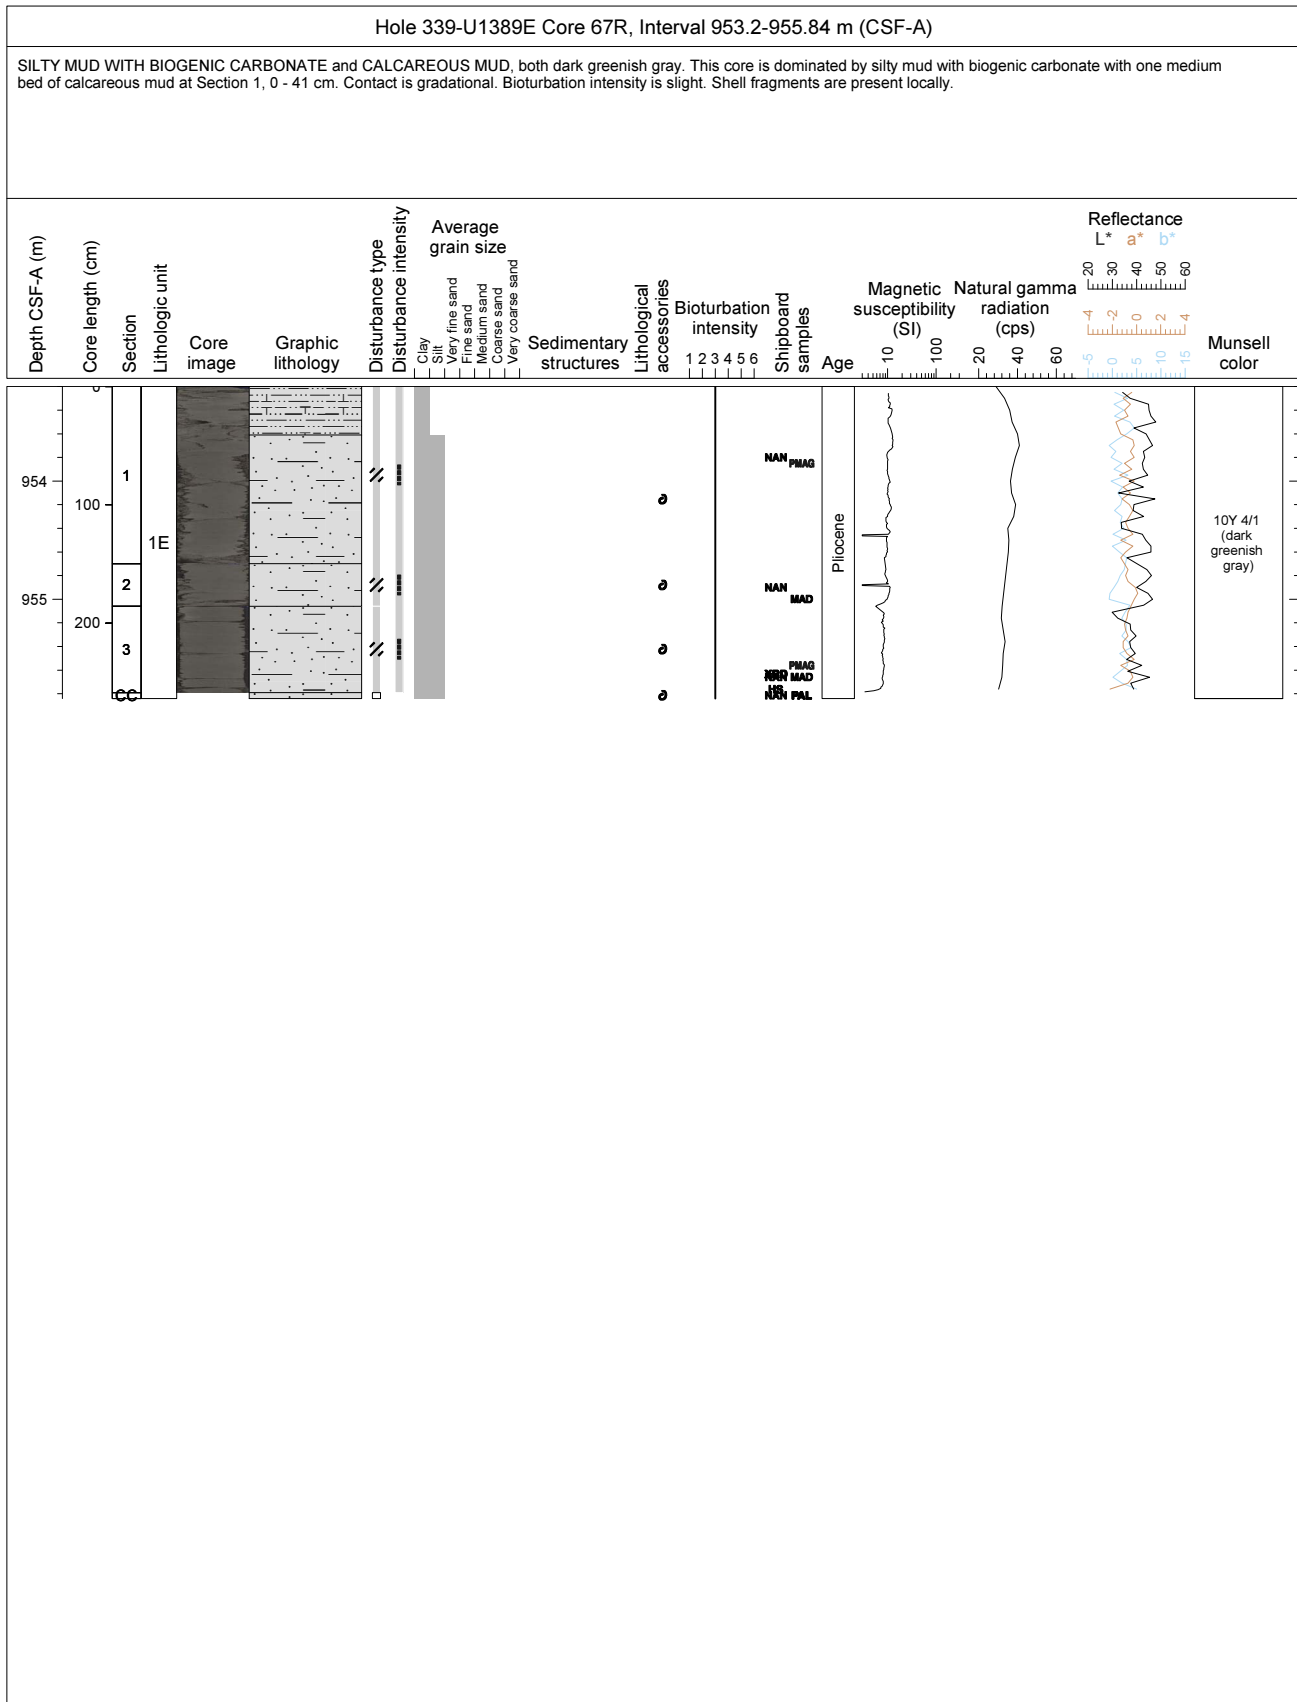 Hole 339-U1389E Core 67R, Interval 953.2-955.84 m (CSF-A)
SILTY MUD WITH BIOGENIC CARBONATE and CALCAREOUS MUD, both dark greenish gray. This core is dominated by silty mud with biogenic carbonate with one medium
bed of calcareous mud at Section 1, 0 - 41 cm. Contact is gradational. Bioturbation intensity is slight. Shell fragments are present locally.
Depth CSF-A (m)
Core length (cm)
Section
Lithologic unit
Core
image
Graphic
lithology
Disturbance type
Disturbance intensity
Average
grain size
Clay
Silt
Very fine sand
Fine sand
Medium sand
Coarse sand
Very coarse sand
Sedimentary
structures
Lithological
accessories
Bioturbation
intensity
1 2 3 4 5 6
Shipboard
samples
Age
Magnetic
susceptibility
(SI)
10 100
Natural gamma
radiation
(cps)
20 40 60
Reflectance
L* a* b*
20 30 40 50 60
-4 -2 0 2 4
-5 0 5 10 15
Munsell
color
0
954
100
955
200
1
2
3
CC
1E
NAN PMAG
NAN
MAD
PMAG
NAN MAD
HS
NAN PAL
Pliocene
10Y 4/1
(dark
greenish
gray)